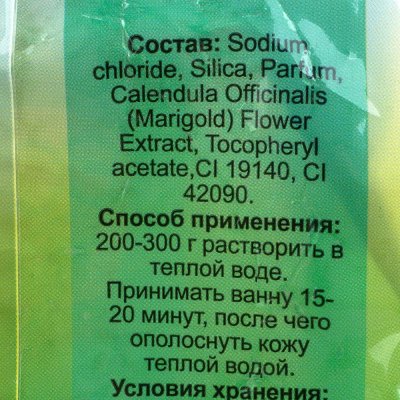 Состав: Sodium
chloride, Silica, Parfum,
Calendula Officinalis
(Marigold) Flower
Extract, Tocopheryl
acetate,CI 19140, CI
42090.
Способ применения:
200-300 г растворить в
теплой воде.
Принимать ванну 15-
20 минут, после чего
ополоснуть кожу
теплой водой.
Условия хранения: